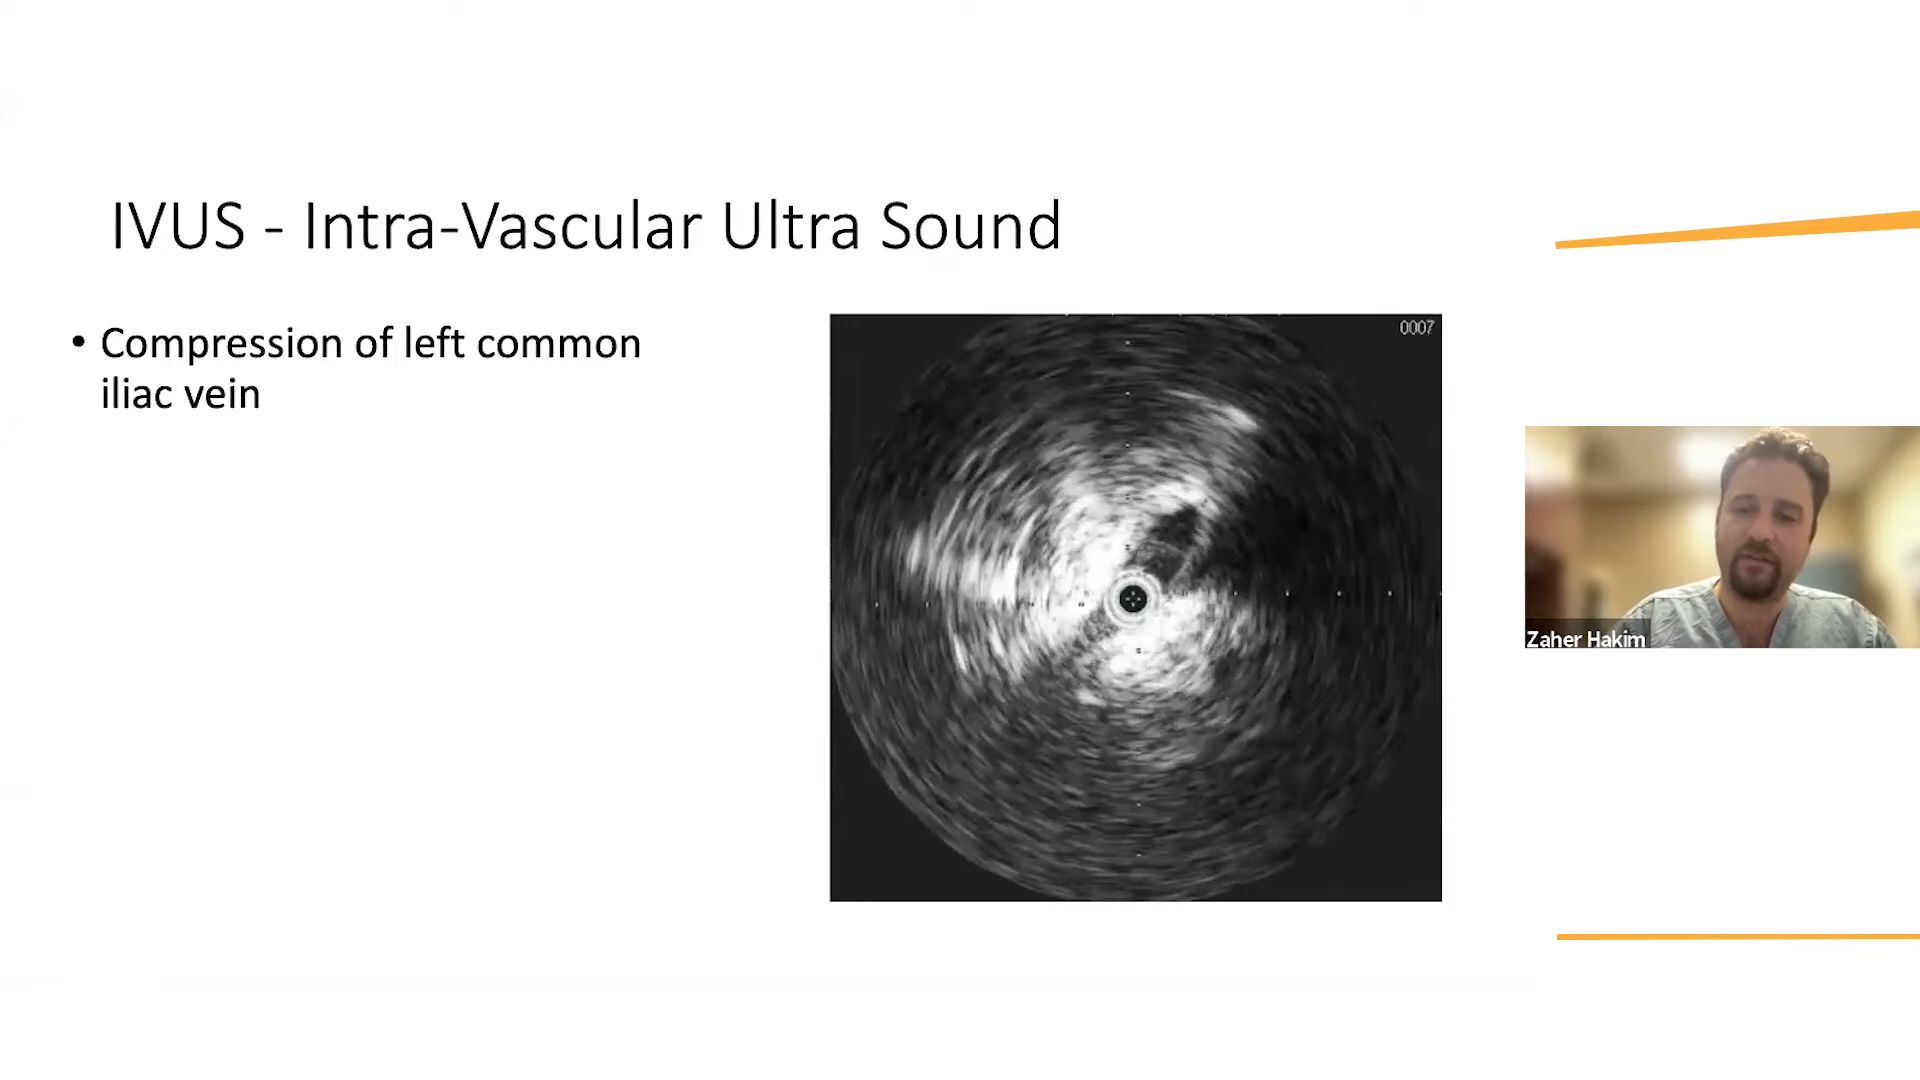 IVUS - Intra-Vascular Ultra Sound
• Compression of left common
iliac vein
0007
Zaher Hakim